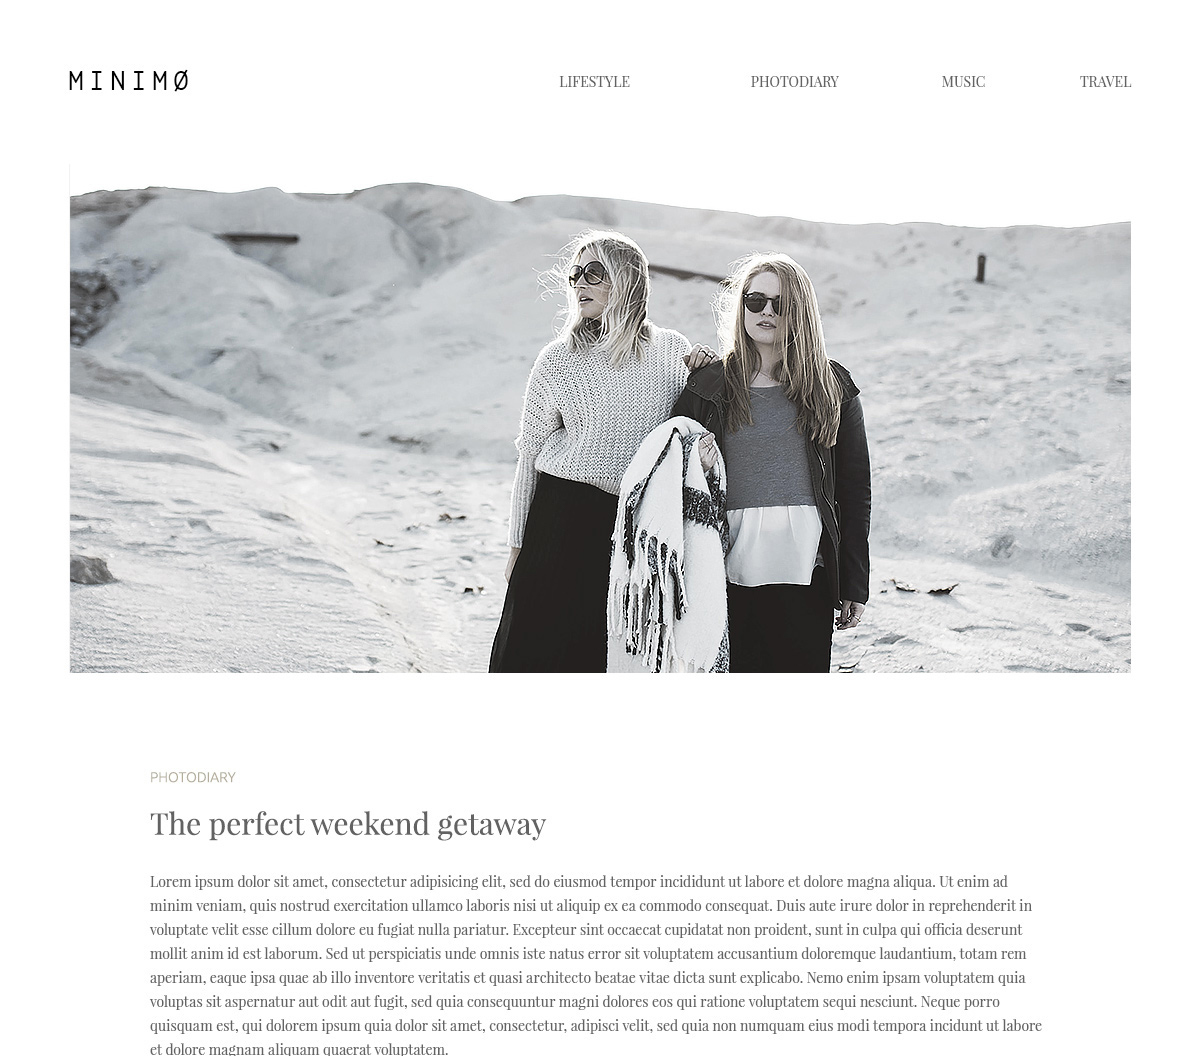 MINIMØ
LIFESTYLE PHOTODIARY MUSIC TRAVEL
PHOTODIARY
The perfect weekend getaway
Lorem ipsum dolor sit amet, consectetur adipisicing elit, sed do eiusmod tempor incididunt ut labore et dolore magna aliqua. Ut enim ad
minim veniam, quis nostrud exercitation ullamco laboris nisi ut aliquip ex ea commodo consequat. Duis aute irure dolor in reprehenderit in
voluptate velit esse cillum dolore eu fugiat nulla pariatur. Excepteur sint occaecat cupidatat non proident, sunt in culpa qui officia deserunt
mollit anim id est laborum. Sed ut perspiciatis unde omnis iste natus error sit voluptatem accusantium doloremque laudantium, totam rem
aperiam, eaque ipsa quae ab illo inventore veritatis et quasi architecto beatae vitae dicta sunt explicabo. Nemo enim ipsam voluptatem quia
voluptas sit aspernatur aut odit aut fugit, sed quia consequuntur magni dolores eos qui ratione voluptatem sequi nesciunt. Neque porro
quisquam est, qui dolorem ipsum quia dolor sit amet, consectetur, adipisci velit, sed quia non numquam eius modi tempora incidunt ut labore
et dolore magnam aliquam quaerat voluptatem.